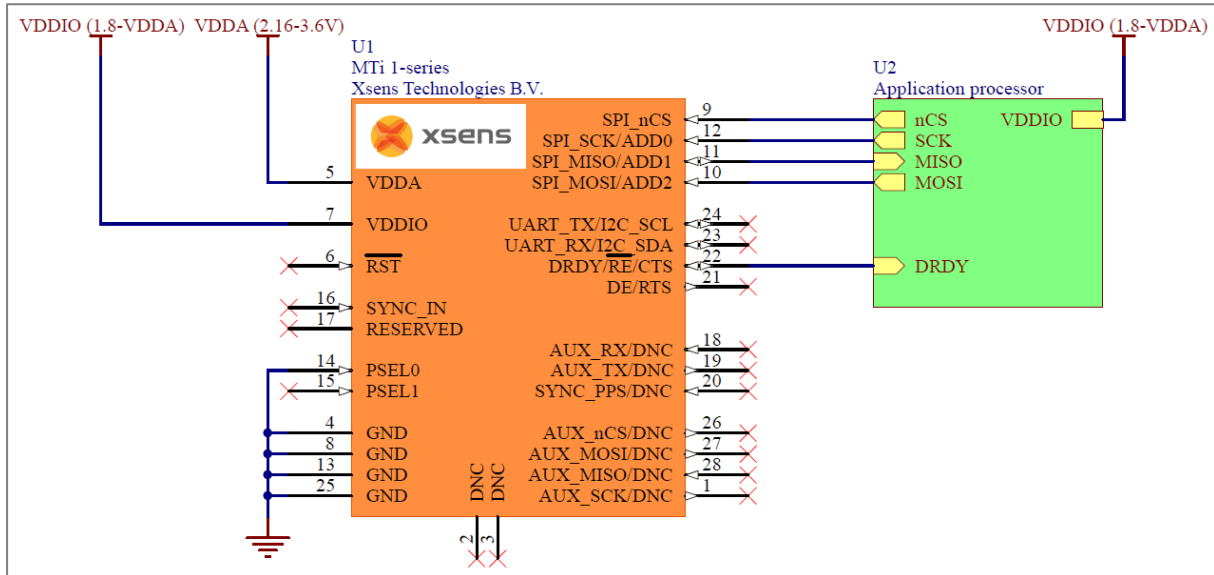 VDDIO (1.8-VDDA) VDDA (2.16-3.6V)
VDDIO (1.8-VDDA)
U1
MTi 1-series
Xsens Technologies B.V.
U2
Application processor
xsens
5 VDDA
7 VDDIO
6 RST
16 SYNC_IN
17 RESERVED
14 PSEL0
15 PSEL1
4 GND
8 GND
13 GND
25 GND
SPI_nCS 9
SPI_SCK/ADD0 12
SPI_MISO/ADD1 11
SPI_MOSI/ADD2 10
UART_TX/I2C_SCL 24
UART_RX/I2C_SDA 23
DRDY/RE/CTS 22
DE/RTS 21
AUX_RX/DNC 18
AUX_TX/DNC 19
SYNC_PPS/DNC 20
AUX_nCS/DNC 26
AUX_MOSI/DNC 27
AUX_MISO/DNC 28
AUX_SCK/DNC 1
DNC 2
DNC 3
nCS VDDIO
SCK
MISO
MOSI
DRDY